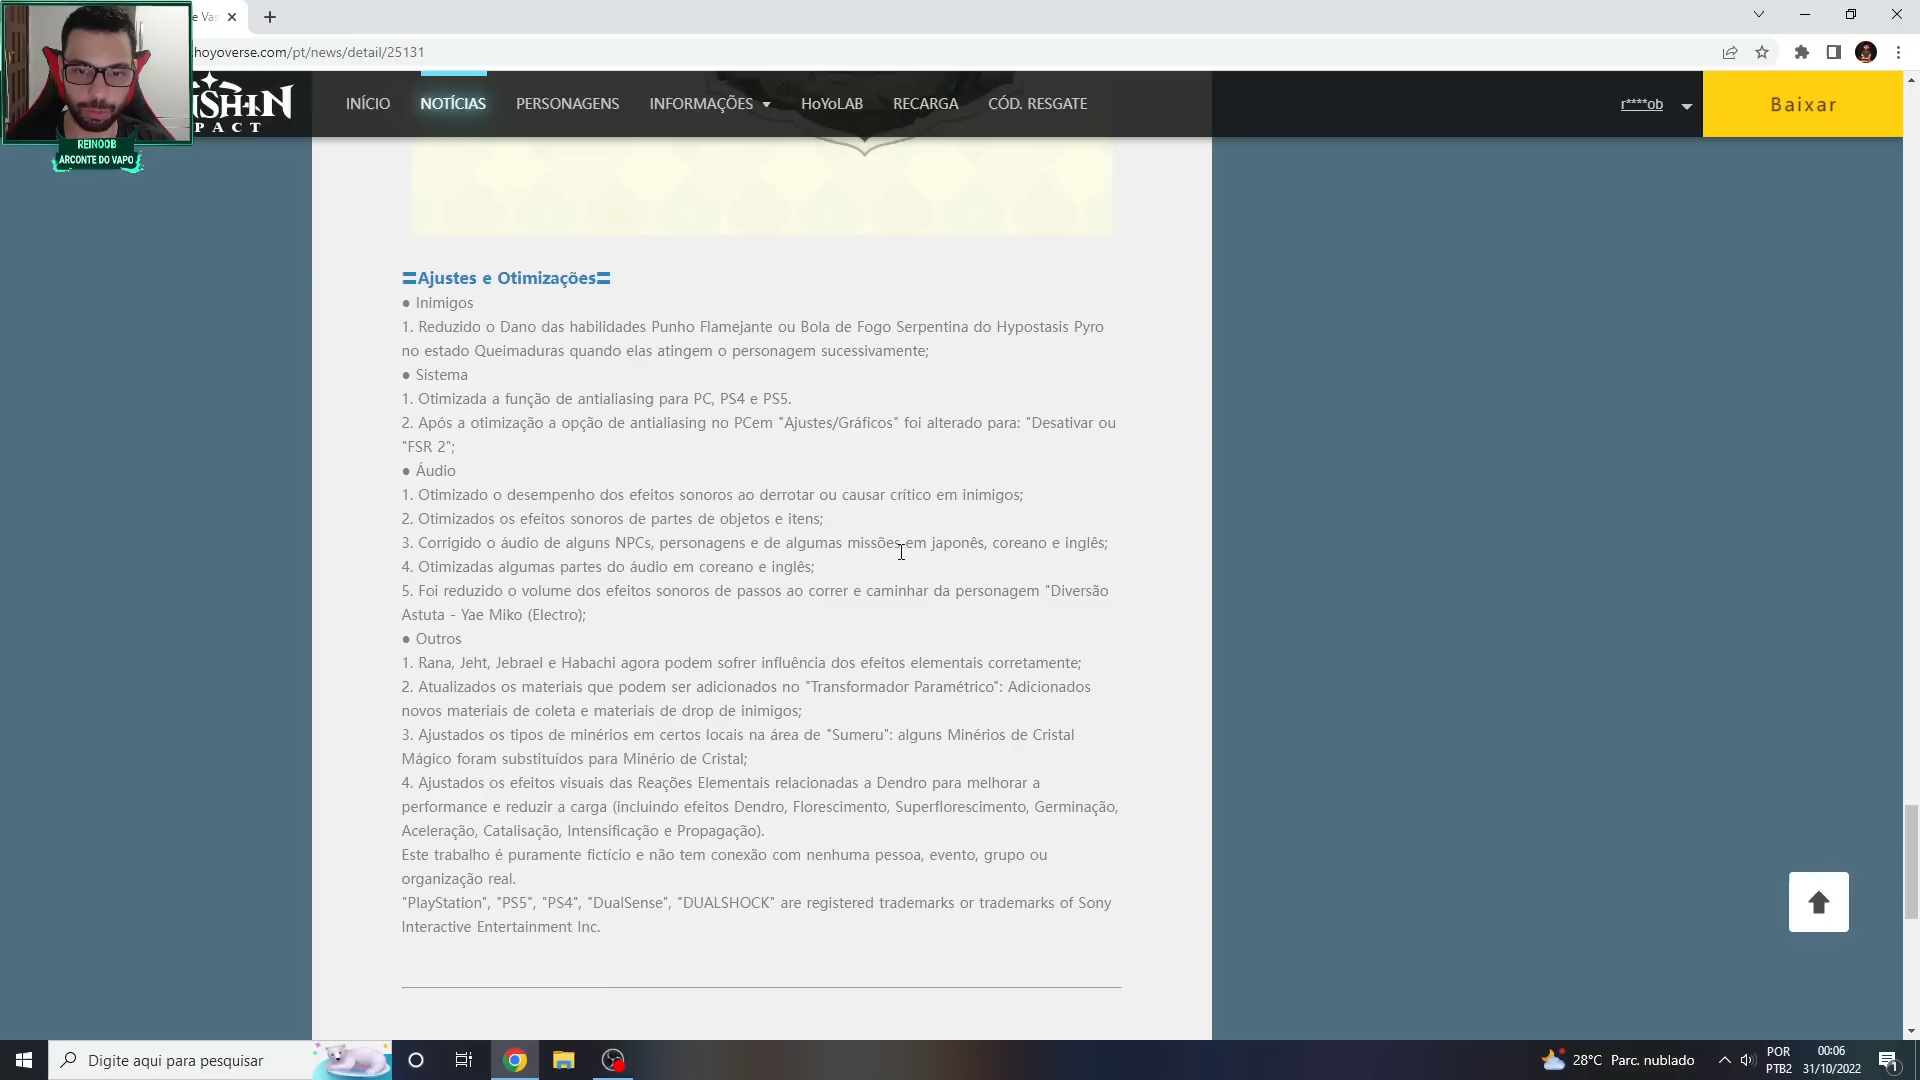 e Vas
hoyoverse.com/pt/news/detail/25131
NSHIN
PACT
INÍCIO
NOTÍCIAS
PERSONAGENS
INFORMAÇÕES
HoYoLAB
RECARGA
CÓD. RESGATE
r****ob
Baixar
REINOOB
ARCONTE DO VAPO
〓Ajustes e Otimizações〓
● Inimigos
1. Reduzido o Dano das habilidades Punho Flamejante ou Bola de Fogo Serpentina do Hypostasis Pyro
no estado Queimaduras quando elas atingem o personagem sucessivamente;
● Sistema
1. Otimizada a função de antialiasing para PC, PS4 e PS5.
2. Após a otimização a opção de antialiasing no PCem "Ajustes/Gráficos" foi alterado para: "Desativar ou
"FSR 2";
● Áudio
1. Otimizado o desempenho dos efeitos sonoros ao derrotar ou causar crítico em inimigos;
2. Otimizados os efeitos sonoros de partes de objetos e itens;
3. Corrigido o áudio de alguns NPCs, personagens e de algumas missões em japonês, coreano e inglês;
4. Otimizadas algumas partes do áudio em coreano e inglês;
5. Foi reduzido o volume dos efeitos sonoros de passos ao correr e caminhar da personagem "Diversão
Astuta - Yae Miko (Electro);
● Outros
1. Rana, Jeht, Jebrael e Habachi agora podem sofrer influência dos efeitos elementais corretamente;
2. Atualizados os materiais que podem ser adicionados no "Transformador Paramétrico": Adicionados
novos materiais de coleta e materiais de drop de inimigos;
3. Ajustados os tipos de minérios em certos locais na área de "Sumeru": alguns Minérios de Cristal
Mágico foram substituídos para Minério de Cristal;
4. Ajustados os efeitos visuais das Reações Elementais relacionadas a Dendro para melhorar a
performance e reduzir a carga (incluindo efeitos Dendro, Florescimento, Superflorescimento, Germinação,
Aceleração, Catalisação, Intensificação e Propagação).
Este trabalho é puramente fictício e não tem conexão com nenhuma pessoa, evento, grupo ou
organização real.
"PlayStation", "PS5", "PS4", "DualSense", "DUALSHOCK" are registered trademarks or trademarks of Sony
Interactive Entertainment Inc.
Digite aqui para pesquisar
28°C Parc. nublado
POR
PTB2
00:06
31/10/2022
1